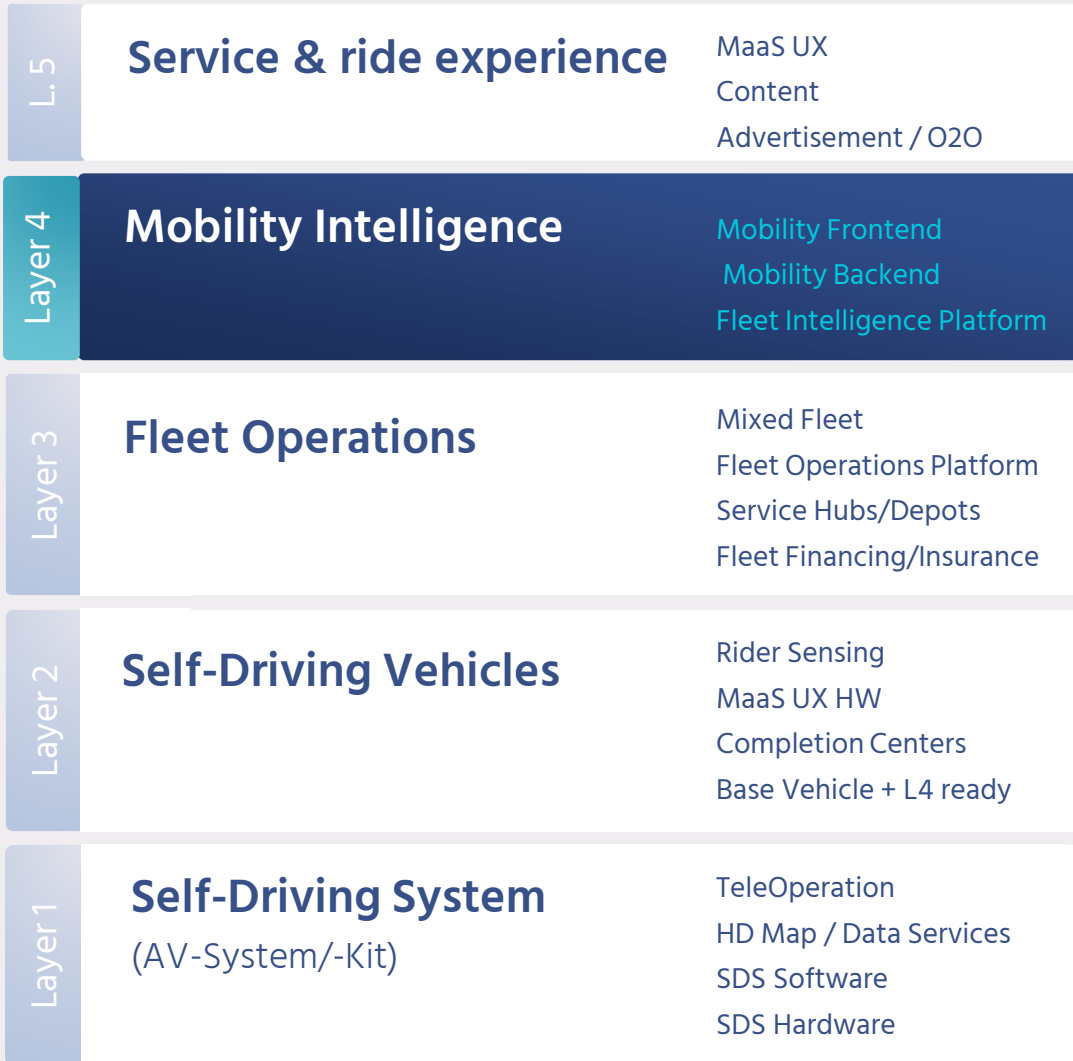 L. 5
Service & ride experience
MaaS UX
Content
Advertisement / O2O
Layer 4
Mobility Intelligence
Mobility Frontend
Mobility Backend
Fleet Intelligence Platform
Layer 3
Fleet Operations
Mixed Fleet
Fleet Operations Platform
Service Hubs/Depots
Fleet Financing/Insurance
Layer 2
Self-Driving Vehicles
Rider Sensing
MaaS UX HW
Completion Centers
Base Vehicle + L4 ready
Layer 1
Self-Driving System
(AV-System/-Kit)
TeleOperation
HD Map / Data Services
SDS Software
SDS Hardware